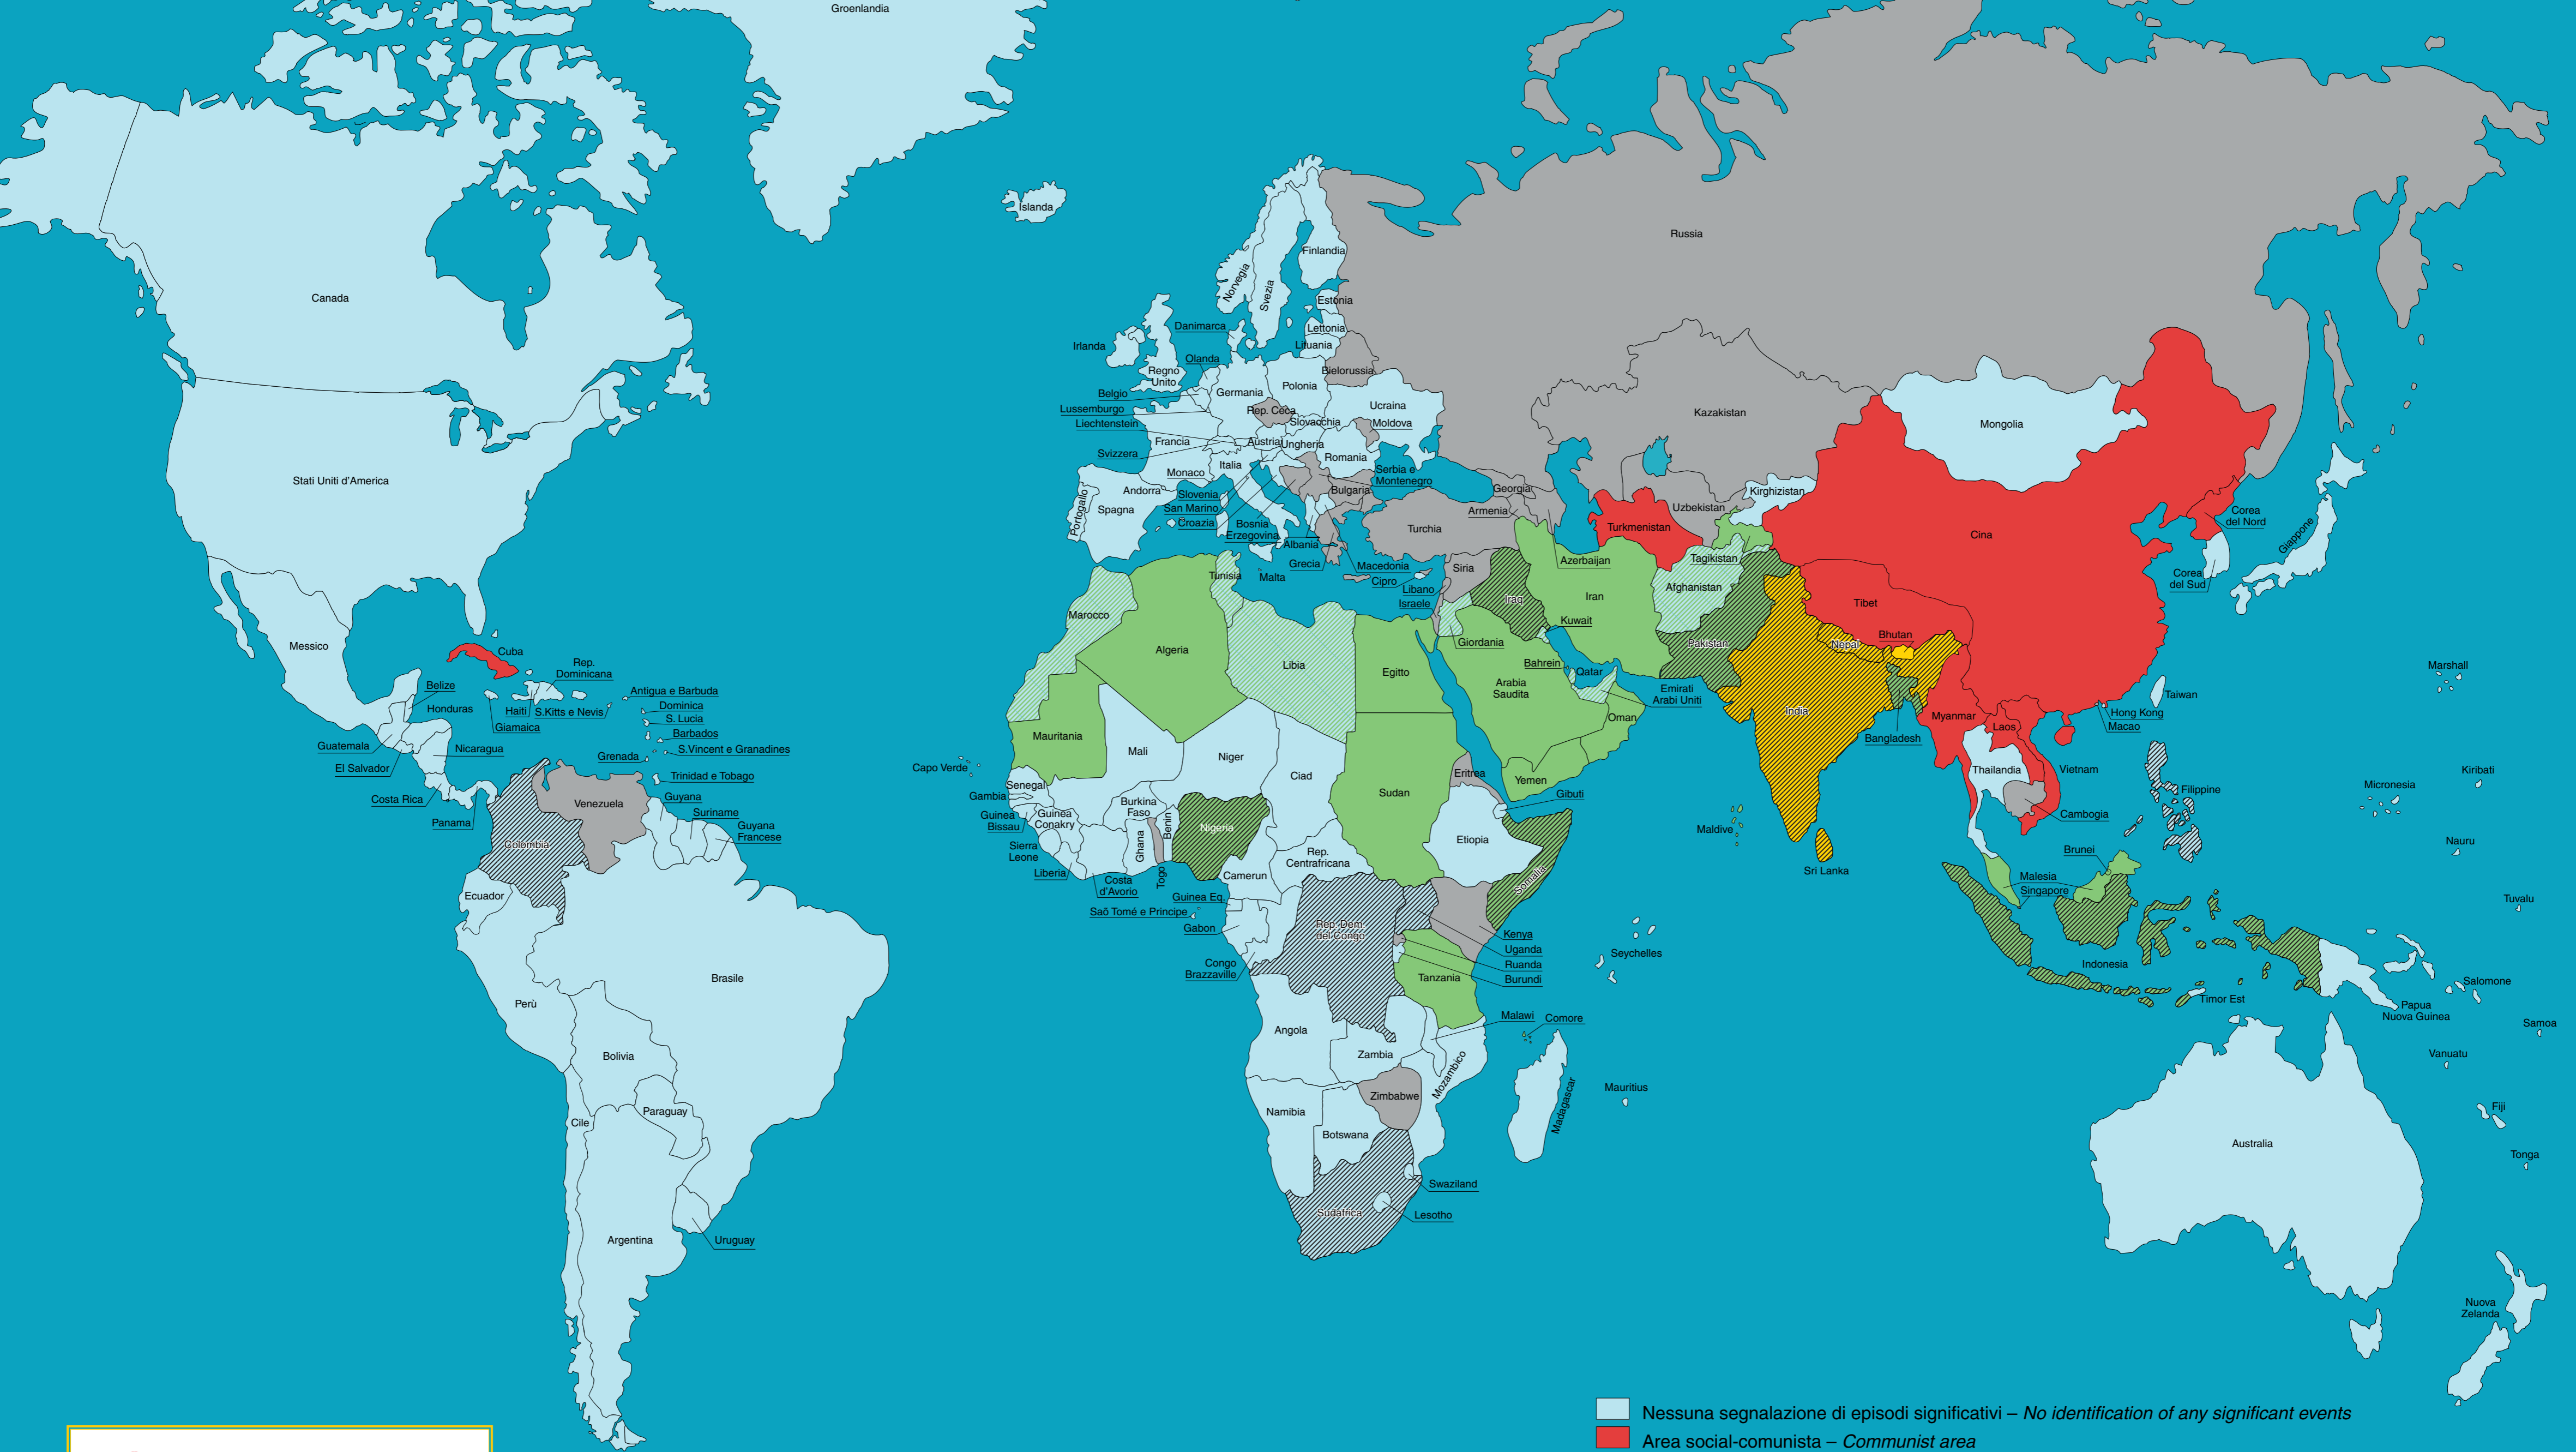 Groenlandia
Islanda
Russia
Canada
Norvegia
Svezia
Finlandia
Estonia
Lettonia
Lituania
Danimarca
Irlanda
Regno
Unito
Olanda
Bielorussia
Belgio
Germania
Polonia
Lussemburgo
Rep. Ceca
Ucraina
Liechtenstein
Slovacchia
Moldova
Kazakistan
Mongolia
Francia
Austria
Ungheria
Svizzera
Romania
Italia
Monaco
Serbia e
Montenegro
Stati Uniti d'America
Andorra
Slovenia
Bulgaria
Georgia
Kirghizistan
Portogallo
Spagna
San Marino
Armenia
Uzbekistan
Croazia
Bosnia
Erzegovina
Turchia
Turkmenistan
Corea
del Nord
Cina
Giappone
Albania
Grecia
Macedonia
Azerbaijan
Tagikistan
Tunisia
Malta
Cipro
Siria
Libano
Israele
Iraq
Iran
Afghanistan
Corea
del Sud
Tibet
Marocco
Kuwait
Giordania
Pakistan
Nepal
Bhutan
Messico
Cuba
Rep.
Dominicana
Algeria
Libia
Egitto
Bahrein
Qatar
Arabia
Saudita
Emirati
Arabi Uniti
Marshall
Belize
Honduras
Antigua e Barbuda
Haiti
S.Kitts e Nevis
Dominica
S. Lucia
Giamaica
Barbados
Taiwan
Oman
India
Myanmar
Hong Kong
Macao
Laos
Guatemala
Nicaragua
S.Vincent e Granadines
Mauritania
Mali
Niger
Bangladesh
El Salvador
Grenada
Trinidad e Tobago
Capo Verde
Ciad
Eritrea
Yemen
Thailandia
Vietnam
Kiribati
Senegal
Gambia
Micronesia
Costa Rica
Venezuela
Guyana
Burkina
Faso
Sudan
Gibuti
Filippine
Panama
Suriname
Guyana
Francese
Guinea
Bissau
Guinea
Conakry
Benin
Nigeria
Maldive
Cambogia
Colombia
Sierra
Leone
Ghana
Etiopia
Nauru
Rep.
Centrafricana
Brunei
Liberia
Costa
d'Avorio
Togo
Camerun
Somalia
Sri Lanka
Malesia
Singapore
Ecuador
Guinea Eq.
Tuvalu
Saõ Tomé e Principe
Gabon
Rep. Dem.
del Congo
Kenya
Uganda
Seychelles
Congo
Brazzaville
Ruanda
Indonesia
Brasile
Tanzania
Burundi
Salomone
Perù
Timor Est
Papua
Nuova Guinea
Malawi
Comore
Samoa
Angola
Bolivia
Zambia
Vanuatu
Mozambico
Madagascar
Mauritius
Zimbabwe
Paraguay
Namibia
Fiji
Cile
Botswana
Australia
Tonga
Swaziland
Sudafrica
Lesotho
Argentina
Uruguay
Nuova
Zelanda
Nessuna segnalazione di episodi significativi – No identification of any significant events
Area social-comunista – Communist area